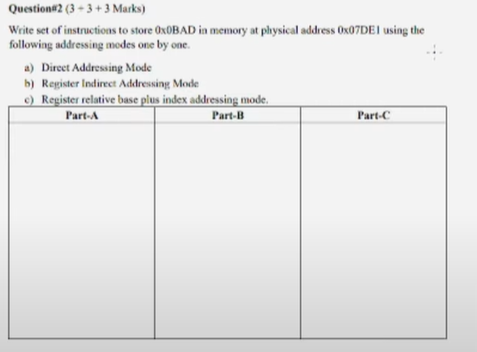 Question#2 (3 + 3 + 3 Marks)
Write set of instructions to store 0x0BAD in memory at physical address 0x07DE1 using the
following addressing modes one by one.
a) Direct Addressing Mode
b) Register Indirect Addressing Mode
c) Register relative base plus index addressing mode.
Part-A Part-B Part-C